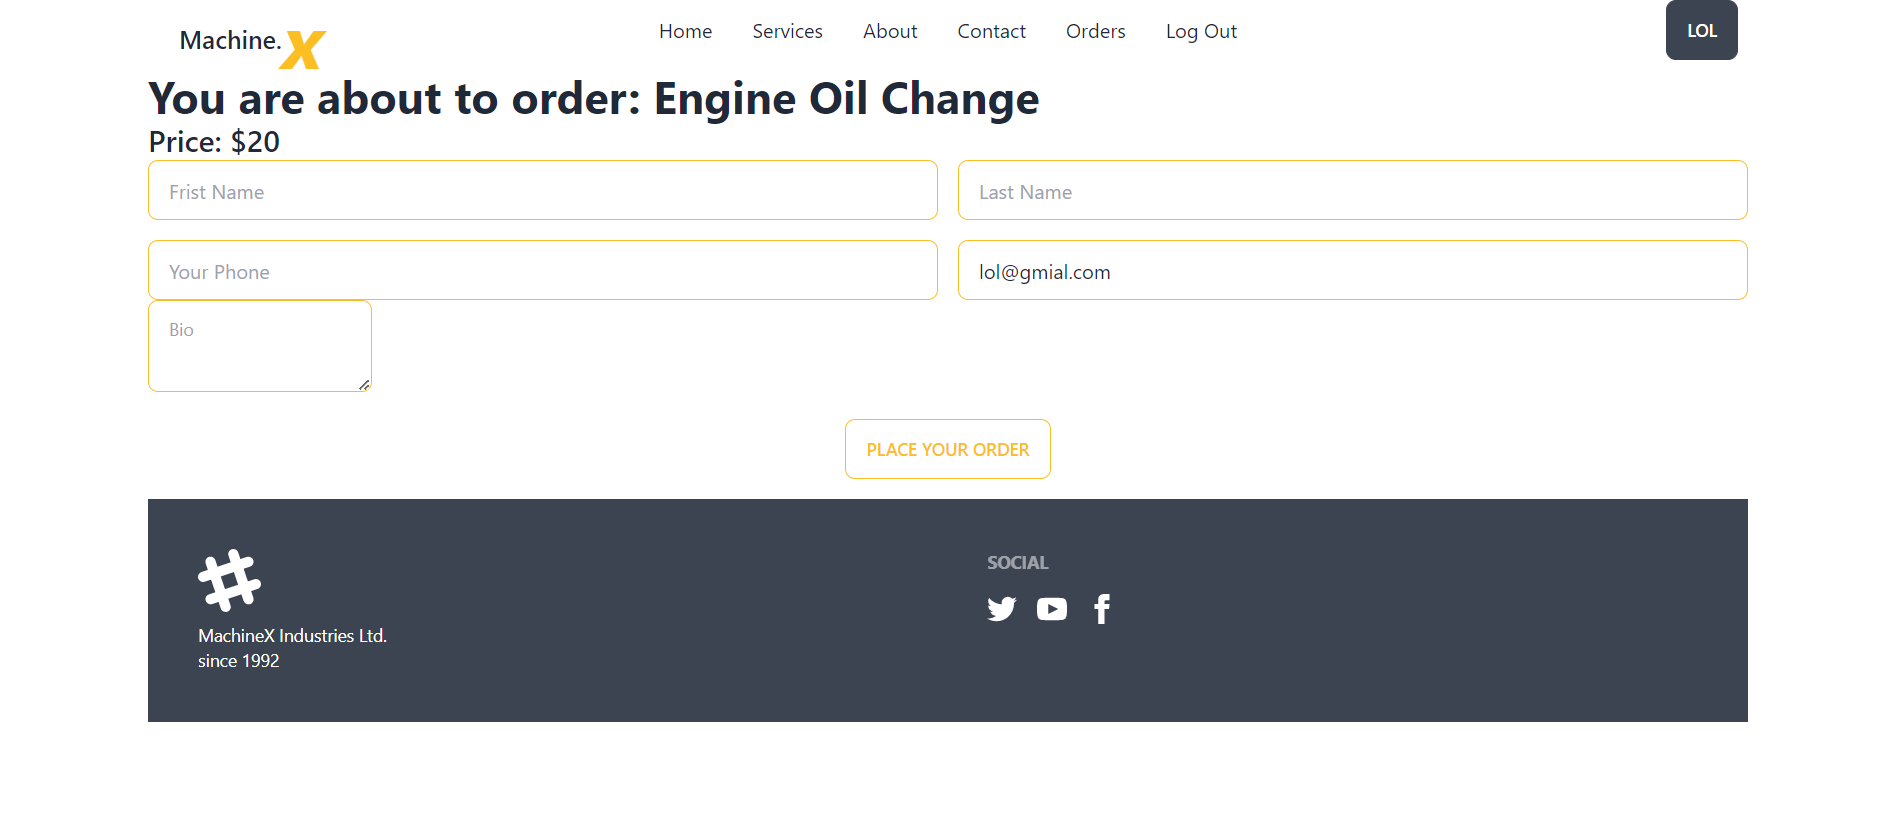 Machine.X
Home Services About Contact Orders Log Out
LOL
You are about to order: Engine Oil Change
Price: $20
Frist Name
Last Name
Your Phone
lol@gmial.com
Bio
PLACE YOUR ORDER
MachineX Industries Ltd.
since 1992
SOCIAL